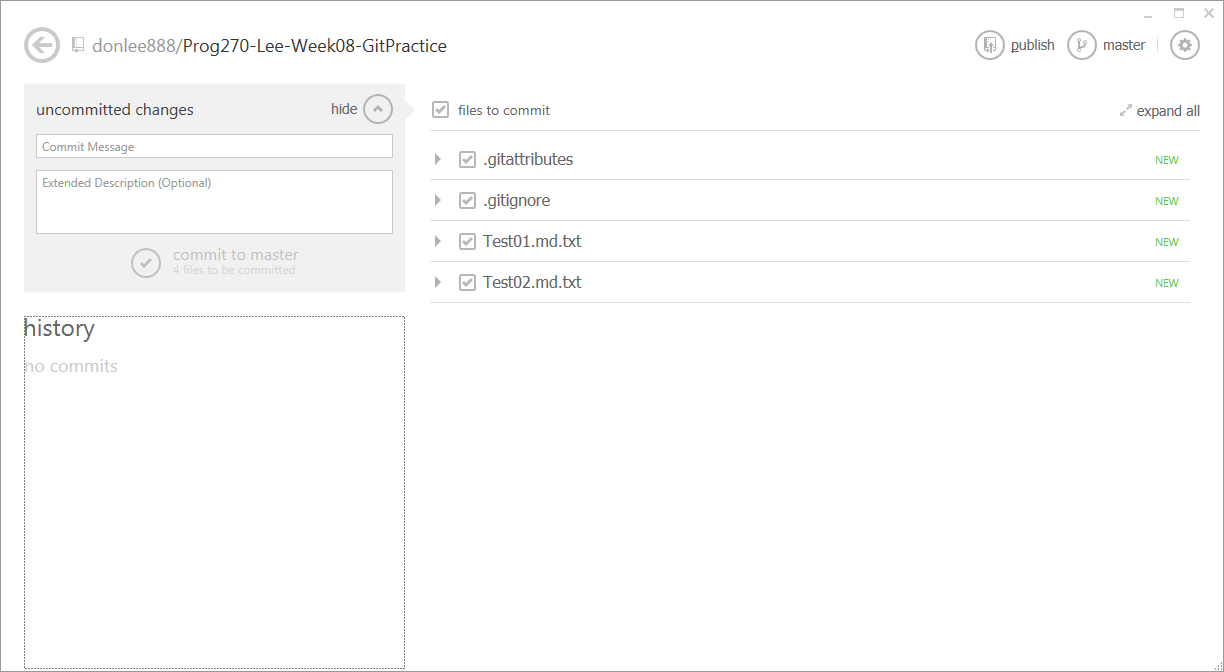 donlee888/Prog270-Lee-Week08-GitPractice
publish
master
uncommitted changes
hide
Commit Message
Extended Description (Optional)
commit to master
4 files to be committed
history
no commits
files to commit
expand all
.gitattributes NEW
.gitignore NEW
Test01.md.txt NEW
Test02.md.txt NEW